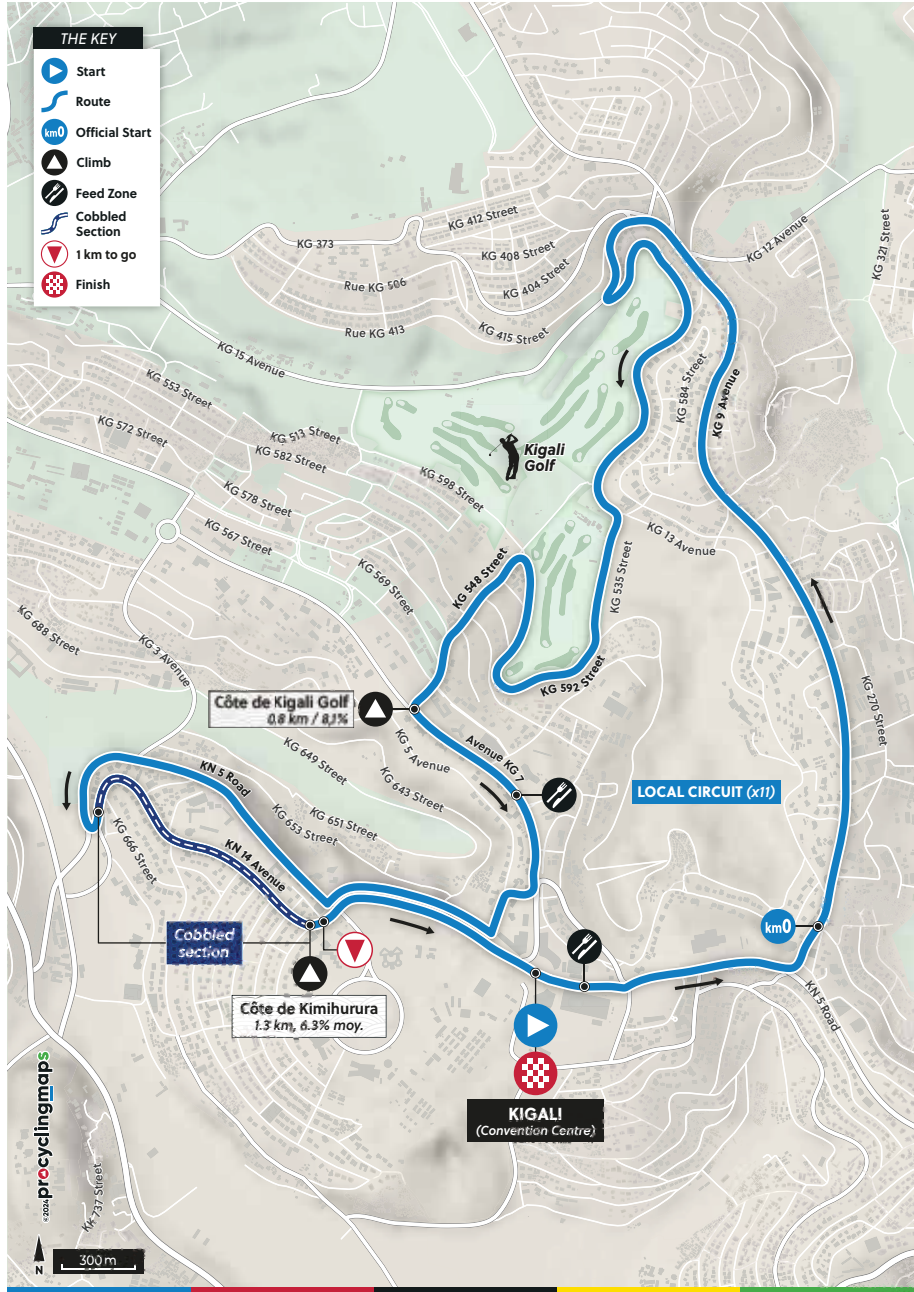 THE KEY
Start
Route
km0 Official Start
Climb
Feed Zone
Cobbled
Section
1 km to go
Finish
KG 412 Street
KG 373
KG 408 Street
KG 12 Avenue
KG 321 Street
Rue KG 506
KG 404 Street
Rue KG 413
KG 415 Street
KG 15 Avenue
KG 553 Street
KG 584 Street
KG 9 Avenue
KG 572 Street
KG 513 Street
KG 582 Street
Kigali
Golf
KG 598 Street
KG 578 Street
KG 567 Street
KG 13 Avenue
KG 569 Street
KG 548 Street
KG 535 Street
KG 688 Street
KG 3 Avenue
KG 592 Street
KG 270 Street
Côte de Kigali Golf
0.8 km / 8,1%
KG 5 Avenue
Avenue KG 7
KG 649 Street
KG 643 Street
KN 5 Road
KG 651 Street
KG 653 Street
LOCAL CIRCUIT (x11)
KG 666 Street
KN 14 Avenue
Cobbled
section
km0
KN 5 Road
Côte de Kimihurura
1.3 km, 6.3% moy.
KIGALI
(Convention Centre)
©2024 procyclingmaps
KK 737 Street
N
300 m